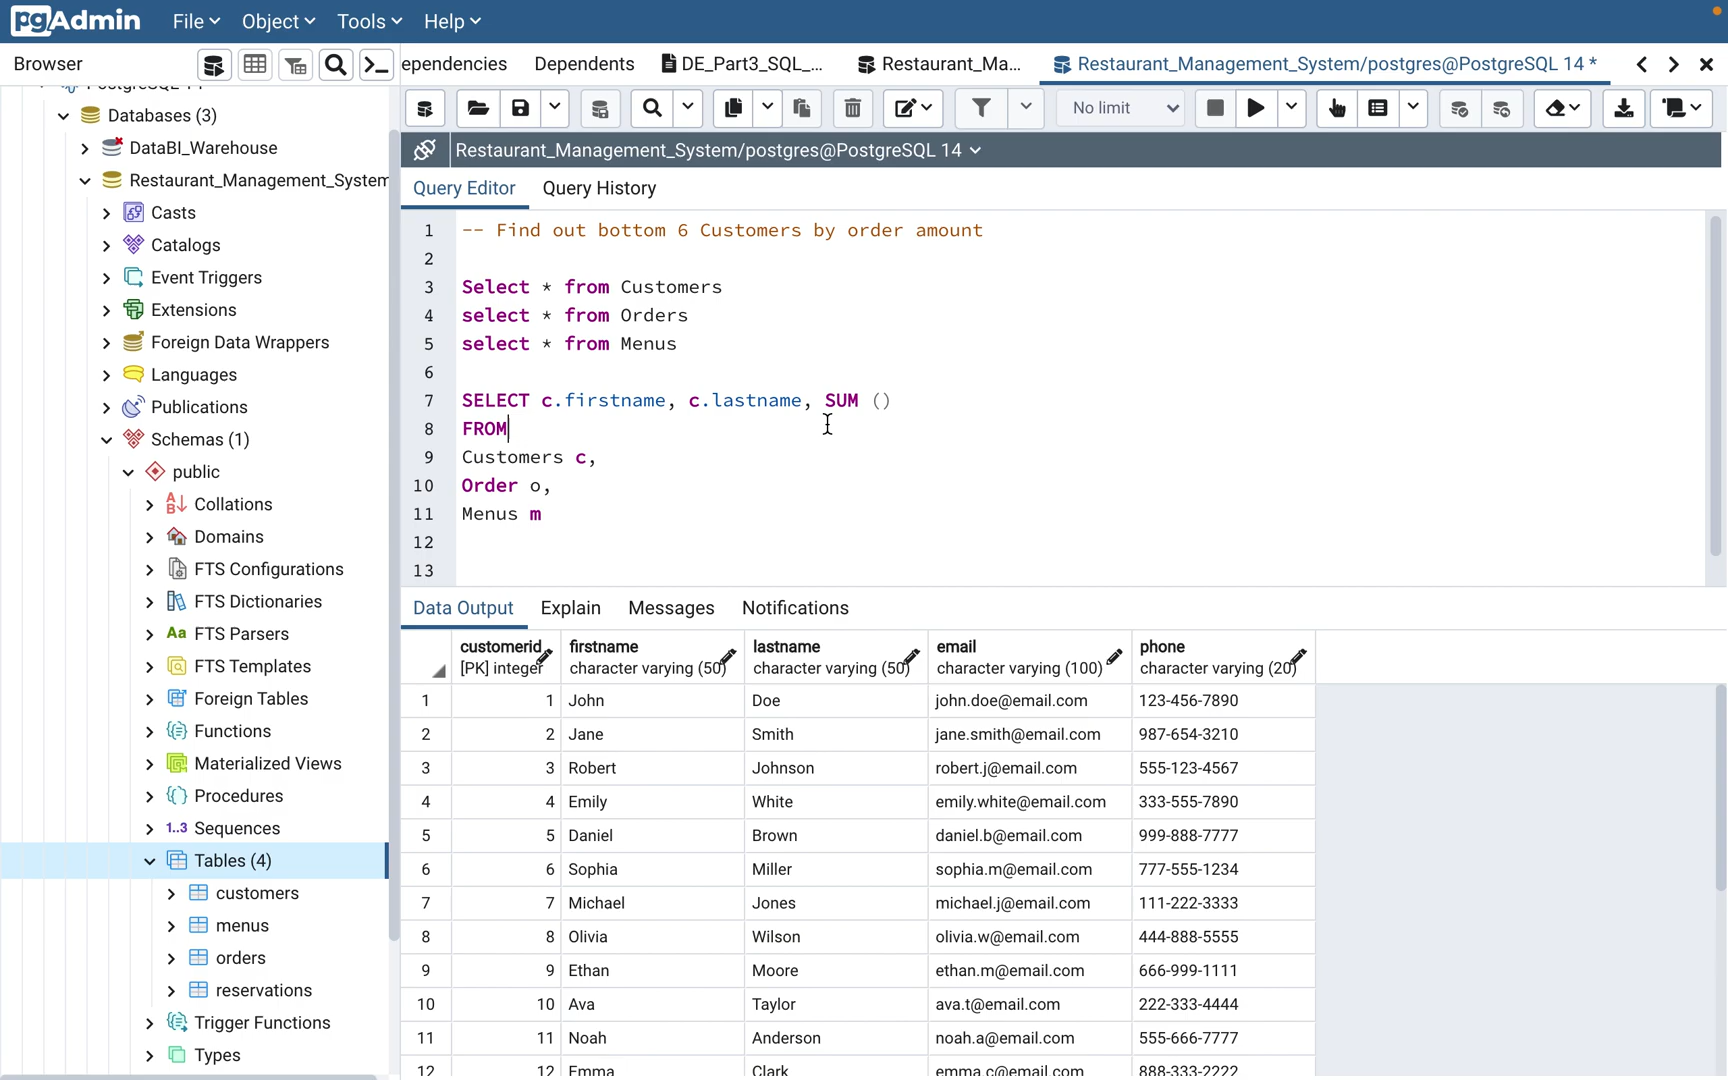 pgAdmin File Object Tools Help
Browser
ependencies Dependents DE_Part3_SQL_... Restaurant_Ma... Restaurant_Management_System/postgres@PostgreSQL 14 *
No limit
Restaurant_Management_System/postgres@PostgreSQL 14
Query Editor Query History
Databases (3)
DataBI_Warehouse
Restaurant_Management_System
Casts
Catalogs
Event Triggers
Extensions
Foreign Data Wrappers
Languages
Publications
Schemas (1)
public
Collations
Domains
FTS Configurations
FTS Dictionaries
Aa FTS Parsers
FTS Templates
Foreign Tables
Functions
Materialized Views
Procedures
1..3 Sequences
Tables (4)
customers
menus
orders
reservations
Trigger Functions
Types
1 -- Find out bottom 6 Customers by order amount
2
3 Select * from Customers
4 select * from Orders
5 select * from Menus
6
7 SELECT c.firstname, c.lastname, SUM ()
8 FROM
9 Customers c,
10 Order o,
11 Menus m
12
13
Data Output Explain Messages Notifications
customerid firstname lastname email phone
[PK] integer character varying (50) character varying (50) character varying (100) character varying (20)
1 1 John Doe john.doe@email.com 123-456-7890
2 2 Jane Smith jane.smith@email.com 987-654-3210
3 3 Robert Johnson robert.j@email.com 555-123-4567
4 4 Emily White emily.white@email.com 333-555-7890
5 5 Daniel Brown daniel.b@email.com 999-888-7777
6 6 Sophia Miller sophia.m@email.com 777-555-1234
7 7 Michael Jones michael.j@email.com 111-222-3333
8 8 Olivia Wilson olivia.w@email.com 444-888-5555
9 9 Ethan Moore ethan.m@email.com 666-999-1111
10 10 Ava Taylor ava.t@email.com 222-333-4444
11 11 Noah Anderson noah.a@email.com 555-666-7777
12 12 Emma Clark emma.c@email.com 888-333-2222